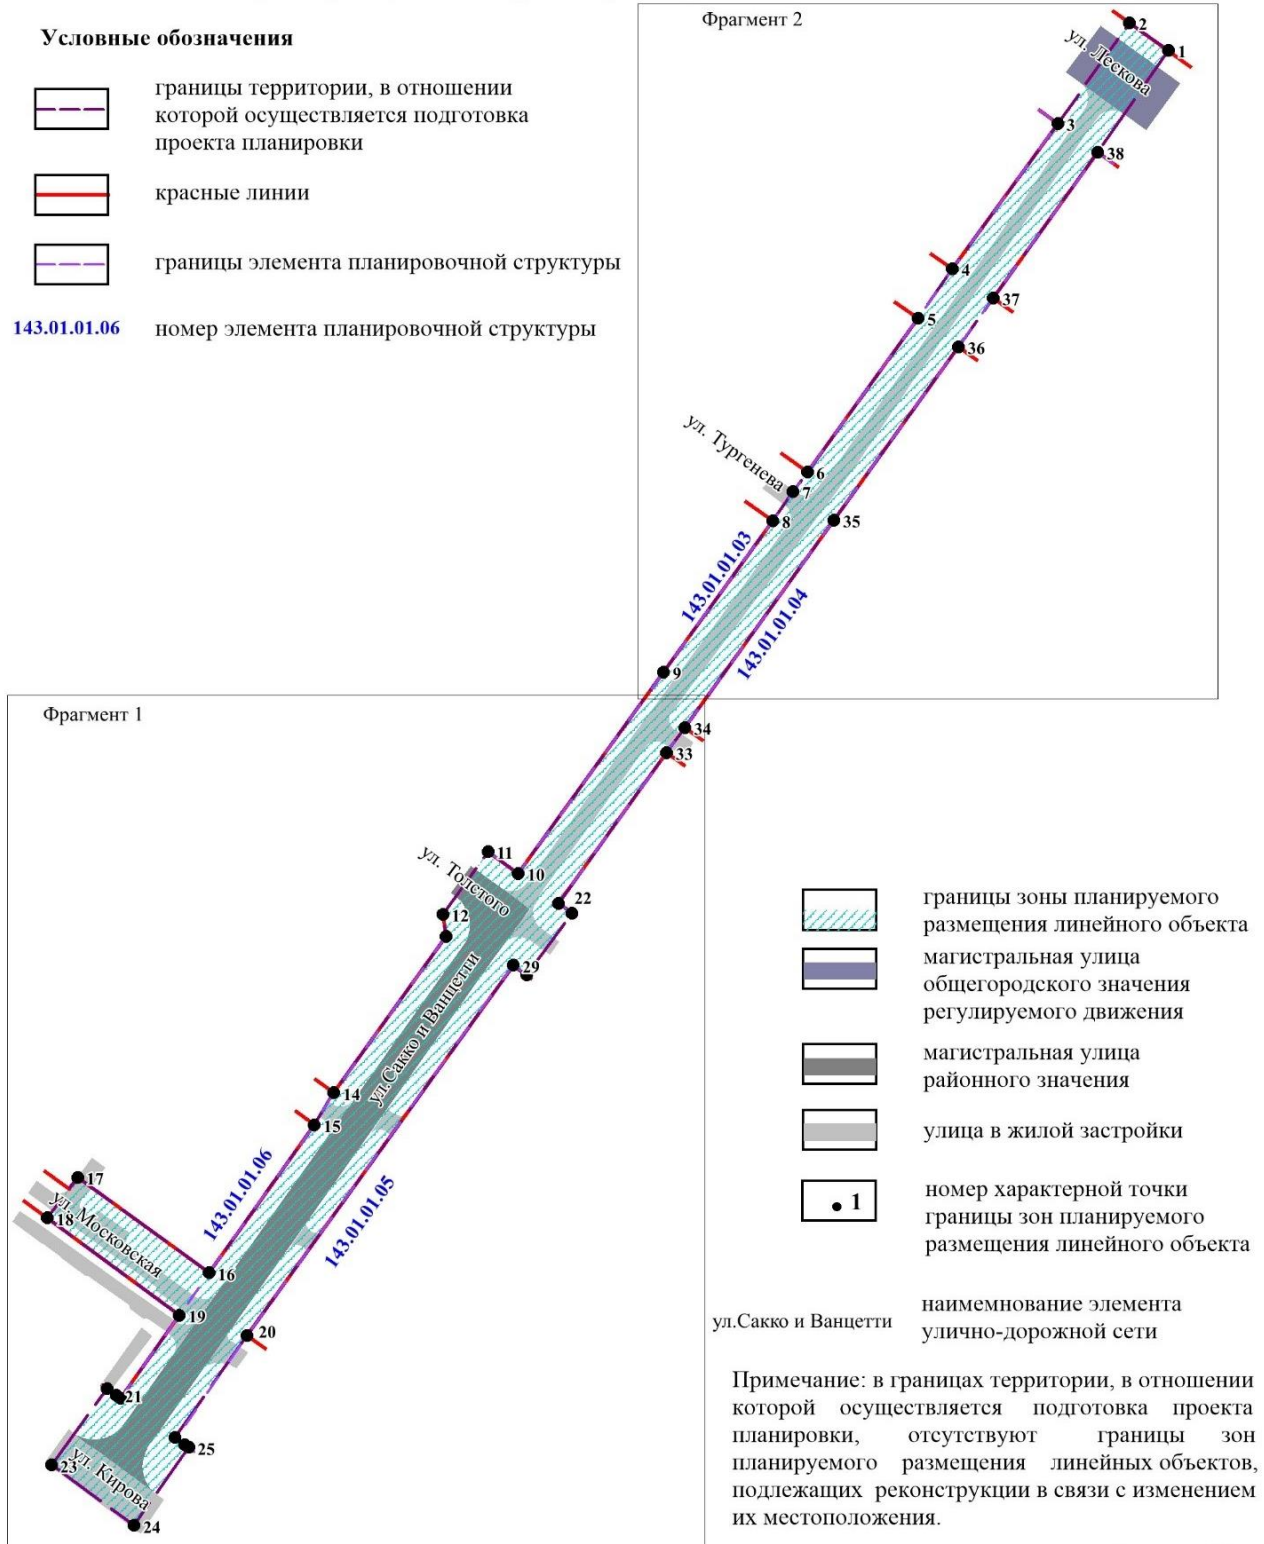 Условные обозначения
границы территории, в отношении
которой осуществляется подготовка
проекта планировки
красные линии
границы элемента планировочной структуры
143.01.01.06
номер элемента планировочной структуры
Фрагмент 2
ул. Лескова
2
1
3
38
4
37
5
36
ул. Тургенева
6
7
8
35
143.01.01.03
143.01.01.04
9
34
33
Фрагмент 1
11
ул. Толстого
10
12
22
29
ул.Сакко и Ванцетти
14
15
143.01.01.06
143.01.01.05
17
18
ул. Московская
16
19
20
21
25
23
ул. Кирова
24
границы зоны планируемого
размещения линейного объекта
магистральная улица
общегородского значения
регулируемого движения
магистральная улица
районного значения
улица в жилой застройки
1
номер характерной точки
границы зон планируемого
размещения линейного объекта
ул.Сакко и Ванцетти
наимемнование элемента
улично-дорожной сети
Примечание: в границах территории, в отношении
которой осуществляется подготовка проекта
планировки, отсутствуют границы зон
планируемого размещения линейных объектов,
подлежащих реконструкции в связи с изменением
их местоположения.